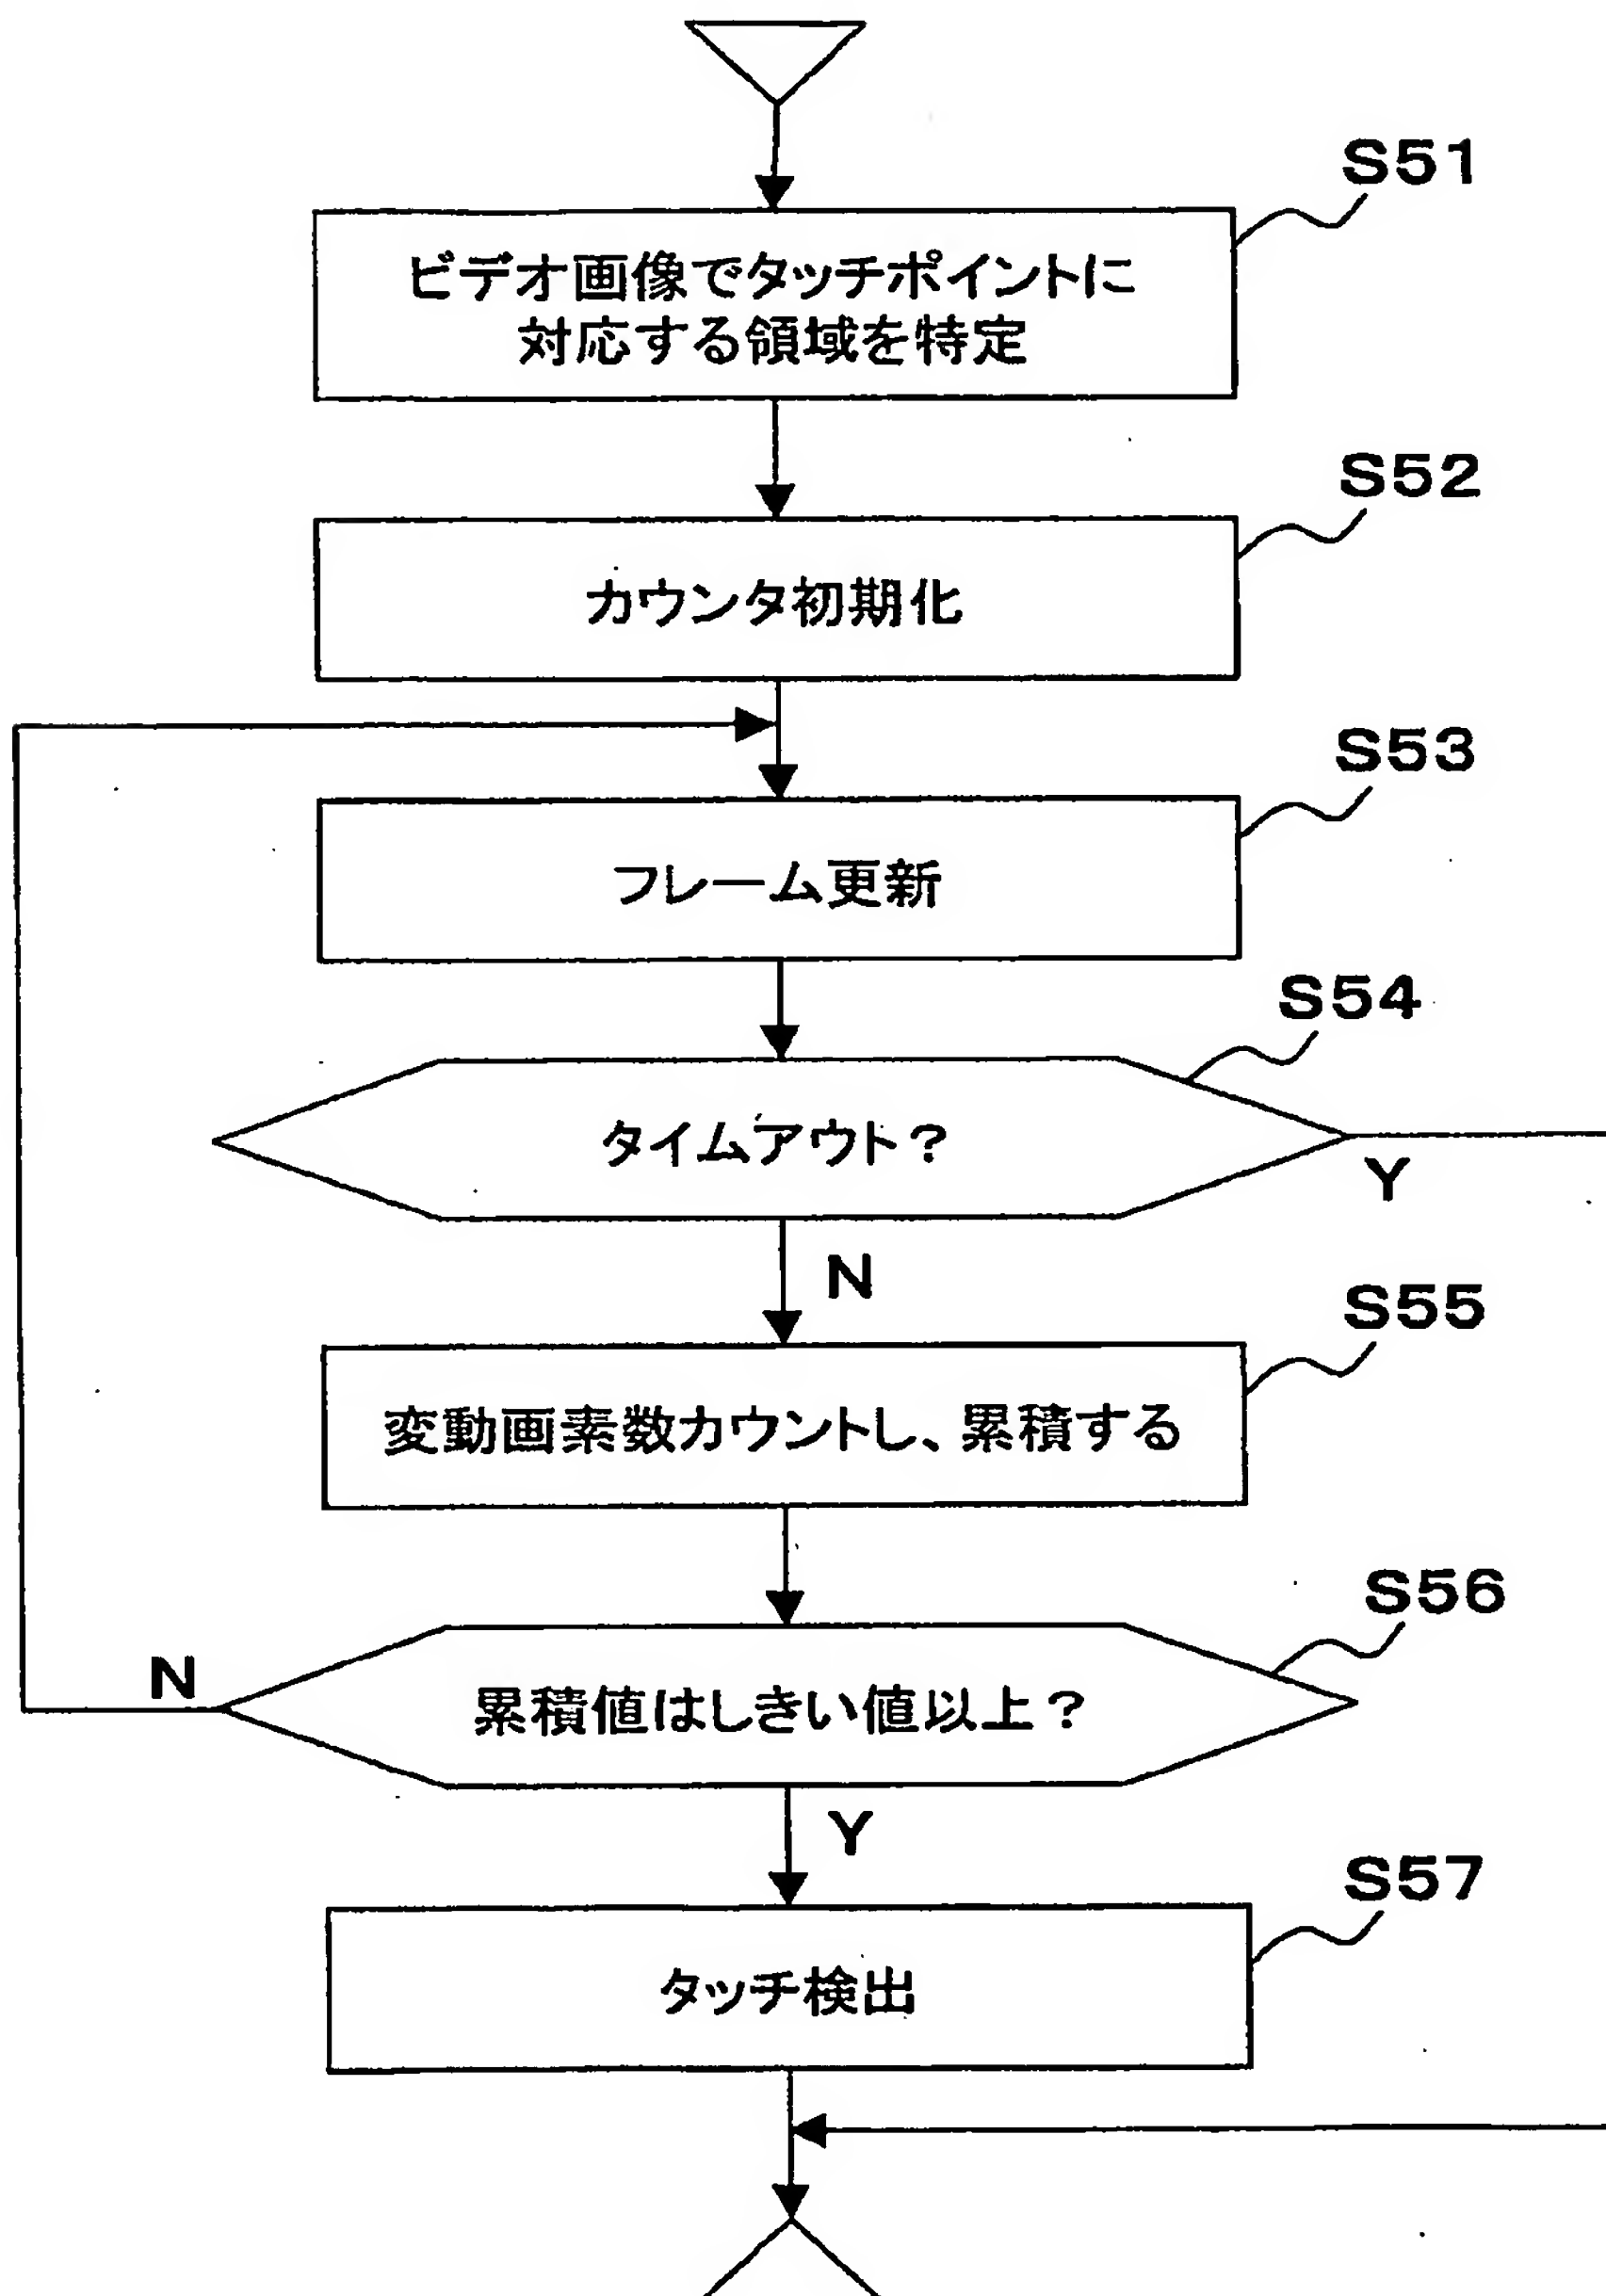 S51
ビデオ画像でタッチポイントに
対応する領域を特定
S52
カウンタ初期化
S53
フレーム更新
S54
タイムアウト？
Y
N
S55
変動画素数カウントし、累積する
S56
N
累積値はしきい値以上？
Y
S57
タッチ検出